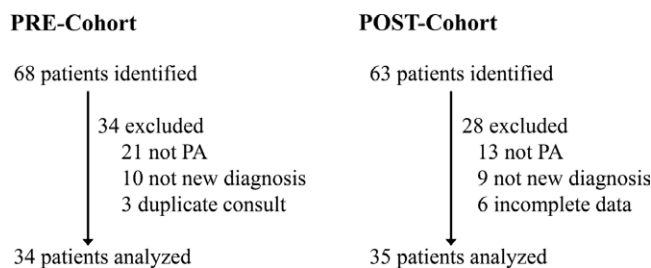 PRE-Cohort
68 patients identified
34 excluded
21 not PA
10 not new diagnosis
3 duplicate consult
34 patients analyzed
POST-Cohort
63 patients identified
28 excluded
13 not PA
9 not new diagnosis
6 incomplete data
35 patients analyzed